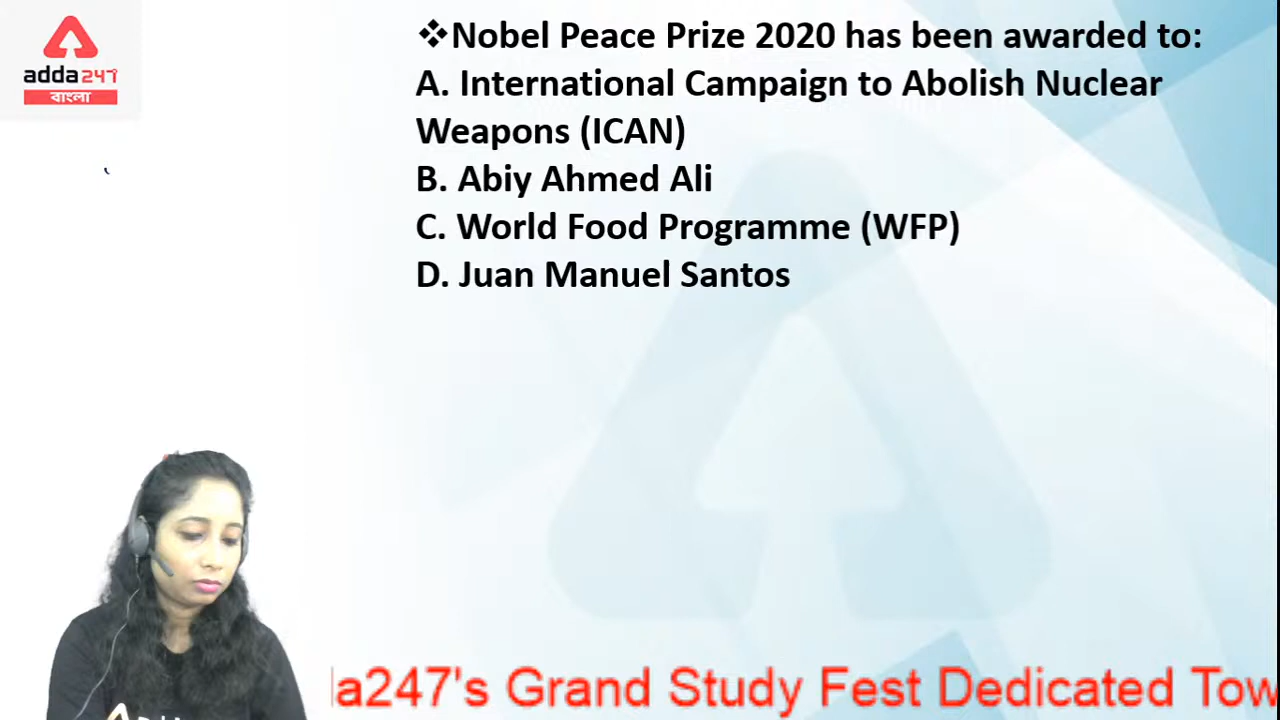 adda247
বাংলা
❖Nobel Peace Prize 2020 has been awarded to:
A. International Campaign to Abolish Nuclear
Weapons (ICAN)
B. Abiy Ahmed Ali
C. World Food Programme (WFP)
D. Juan Manuel Santos
a247's Grand Study Fest Dedicated Tow